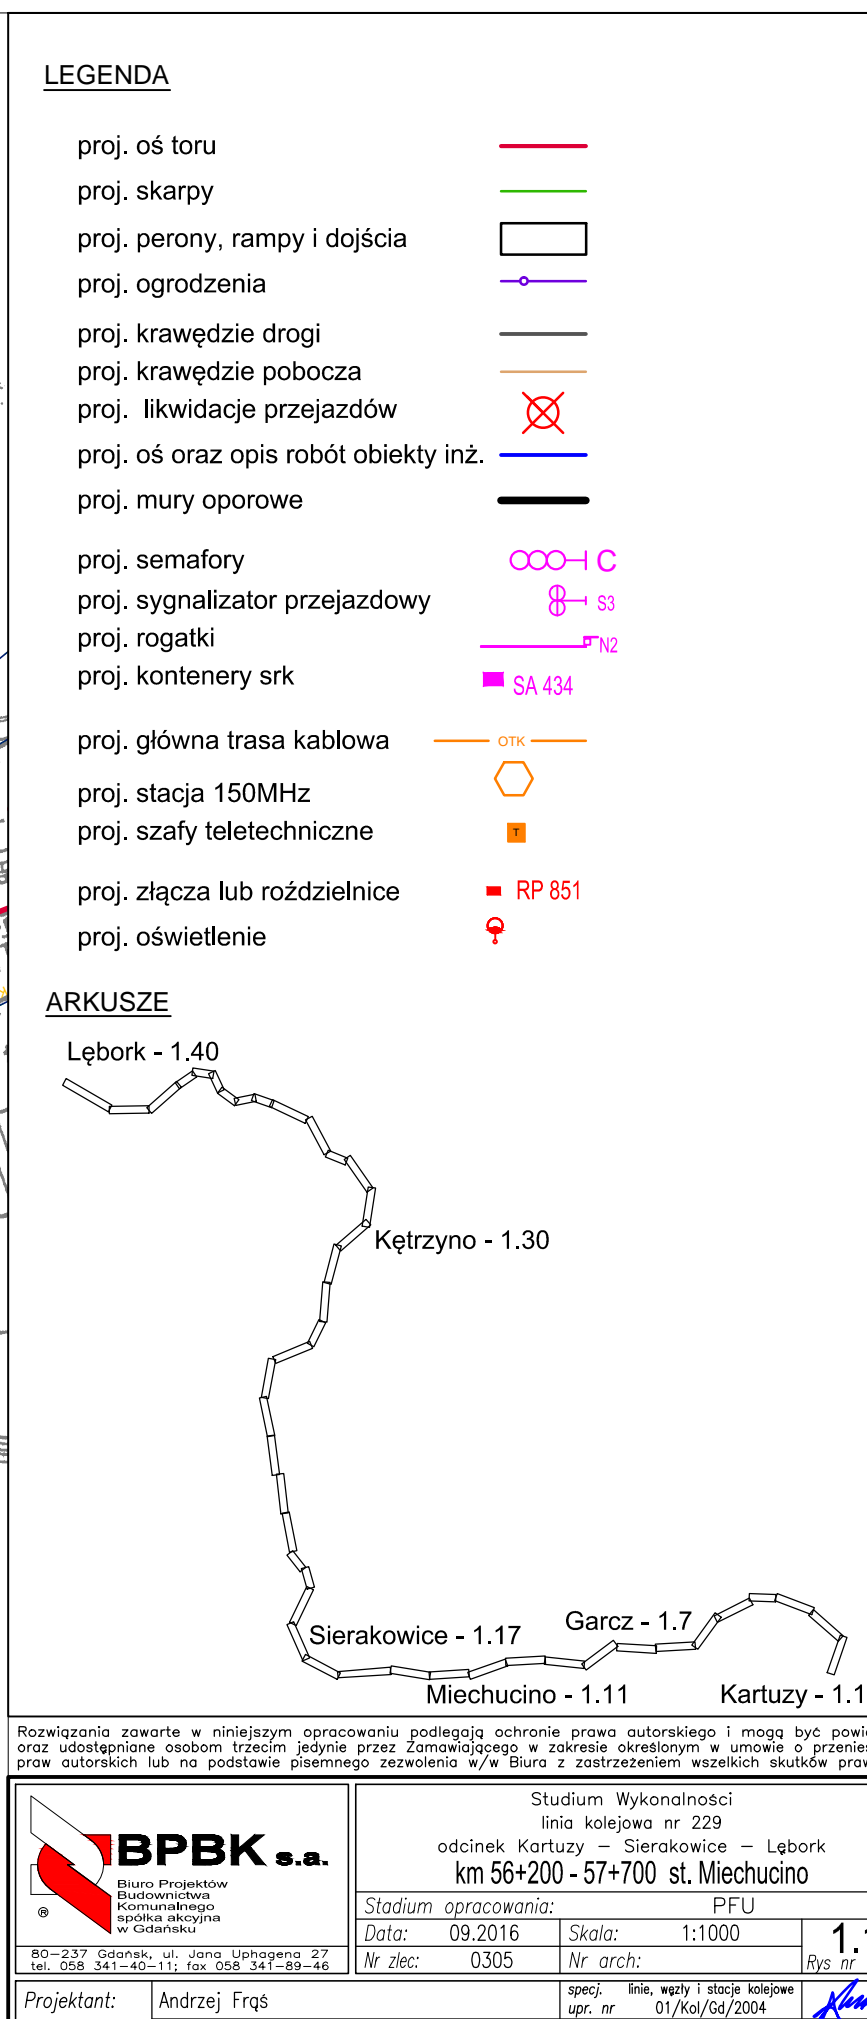 LEGENDA
proj. oś toru
proj. skarpy
proj. perony, rampy i dojścia
proj. ogrodzenia
proj. krawędzie drogi
proj. krawędzie pobocza
proj. likwidacje przejazdów
proj. oś oraz opis robót obiekty inż.
proj. mury oporowe
proj. semafory C
proj. sygnalizator przejazdowy S3
proj. rogatki N2
proj. kontenery srk SA 434
proj. główna trasa kablowa OTK
proj. stacja 150MHz
proj. szafy teletechniczne T
proj. złącza lub roździelnice RP 851
proj. oświetlenie
ARKUSZE
Lębork - 1.40
Kętrzyno - 1.30
Garcz - 1.7
Sierakowice - 1.17
Miechucino - 1.11
Kartuzy - 1.1
Rozwiązania zawarte w niniejszym opracowaniu podlegają ochronie prawa autorskiego i mogą być
oraz udostępniane osobom trzecim jedynie przez Zamawiającego w zakresie określonym w umowie o
praw autorskich lub na podstawie pisemnego zezwolenia w/w Biura z zastrzeżeniem wszelkich skutków
BPBK s.a.
Biuro Projektów
Budownictwa
Komunalnego
spółka akcyjna
w Gdańsku
®
80-237 Gdańsk, ul. Jana Uphagena 27
tel. 058 341-40-11; fax 058 341-89-46
Studium Wykonalności
linia kolejowa nr 229
odcinek Kartuzy – Sierakowice – Lębork
km 56+200 - 57+700 st. Miechucino
Stadium opracowania: PFU
Data: 09.2016 Skala: 1:1000
Nr zlec: 0305 Nr arch: Rys nr
Projektant: Andrzej Frąś
specj. linie, węzły i stacje kolejowe
upr. nr 01/Kol/Gd/2004